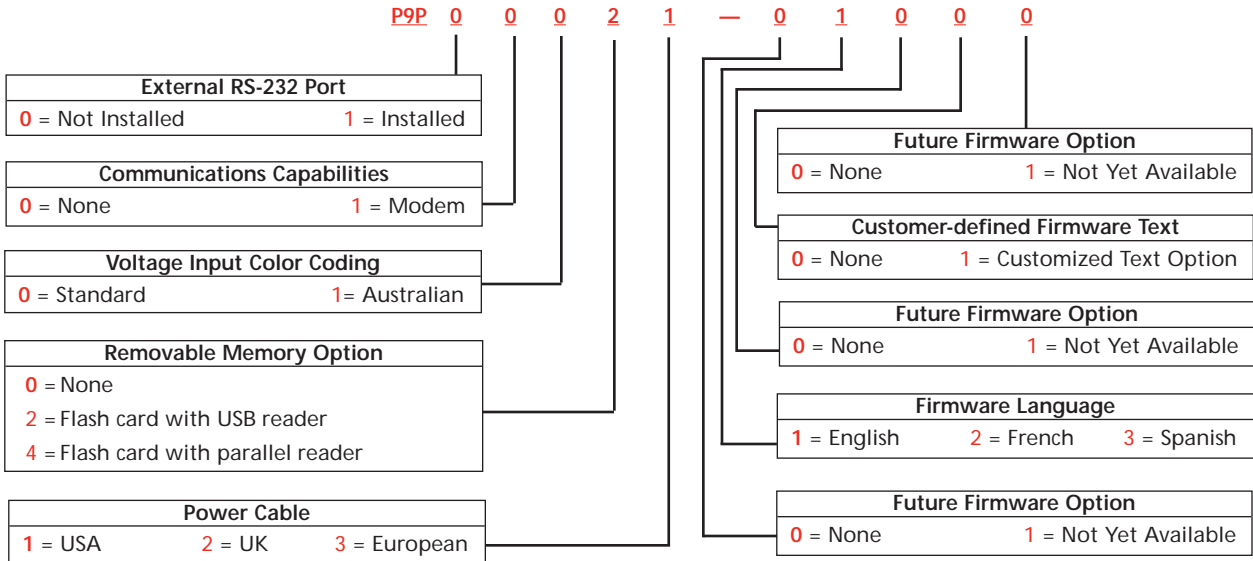 P9P 0 0 0 2 1 — 0 1 0 0 0
External RS-232 Port
0 = Not Installed 1 = Installed
Communications Capabilities
0 = None 1 = Modem
Voltage Input Color Coding
0 = Standard 1= Australian
Removable Memory Option
0 = None
2 = Flash card with USB reader
4 = Flash card with parallel reader
Power Cable
1 = USA 2 = UK 3 = European
Future Firmware Option
0 = None 1 = Not Yet Available
Customer-defined Firmware Text
0 = None 1 = Customized Text Option
Future Firmware Option
0 = None 1 = Not Yet Available
Firmware Language
1 = English 2 = French 3 = Spanish
Future Firmware Option
0 = None 1 = Not Yet Available